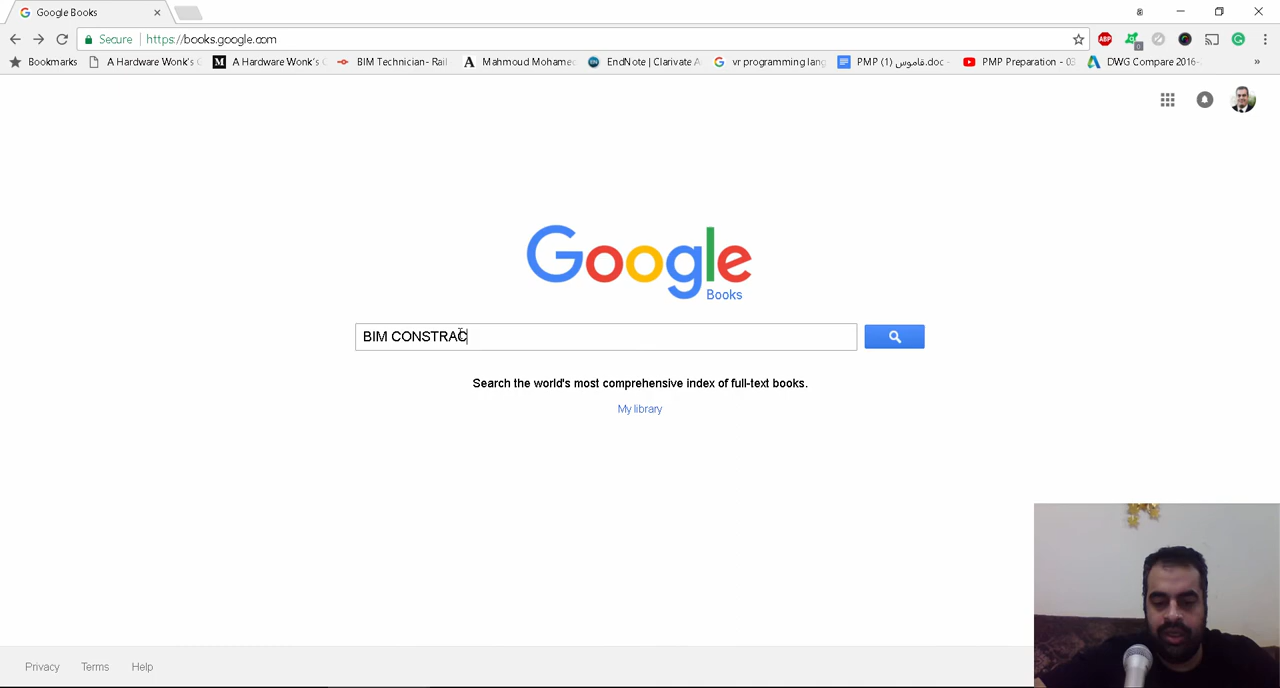 Google Books
Secure https://books.google.com
Bookmarks A Hardware Wonk's A Hardware Wonk's BIM Technician- Rail Mahmoud Mohame EndNote | Clarivate A vr programming lang PMP (1) قاموس.doc PMP Preparation - 03 DWG Compare 2016- »
Google
Books
BIM CONSTRAC
Search the world's most comprehensive index of full-text books.
My library
Privacy Terms Help